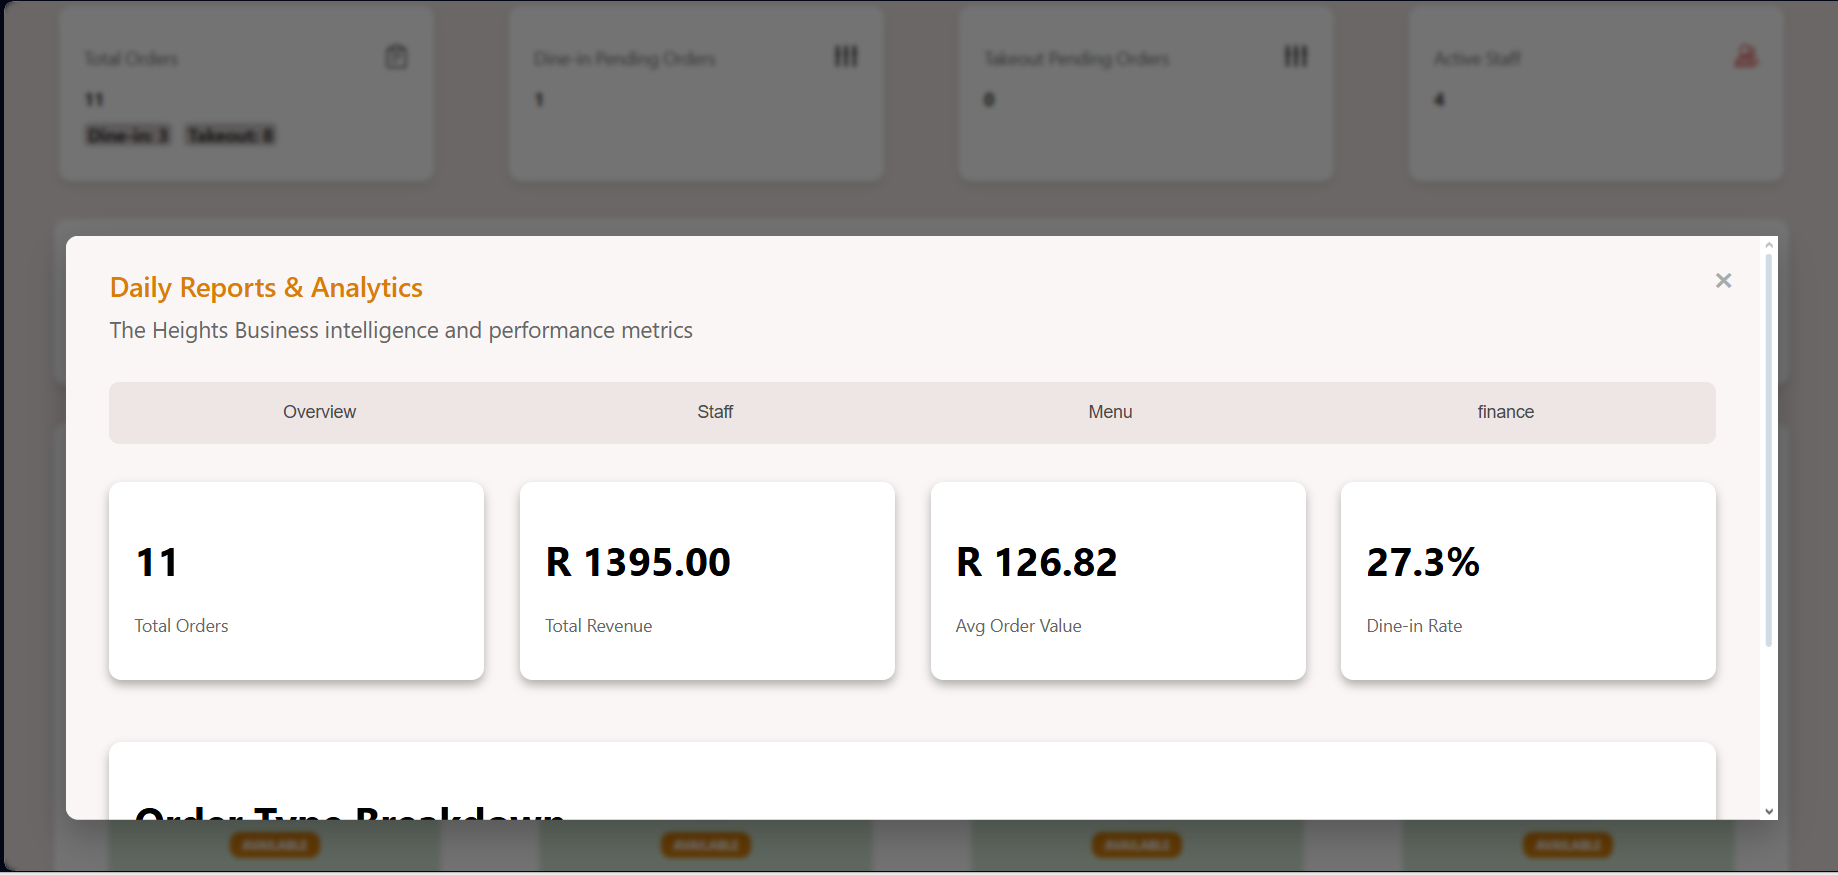 Total Orders
Dine-in Pending Orders
Takeout Pending Orders
Active Staff
11
1
0
4
Dine-in: 3 Takeout: 8
Daily Reports & Analytics
×
The Heights Business intelligence and performance metrics
Overview
Staff
Menu
finance
11
R 1395.00
R 126.82
27.3%
Total Orders
Total Revenue
Avg Order Value
Dine-in Rate
Order Type Breakdown
AVAILABLE
AVAILABLE
AVAILABLE
AVAILABLE